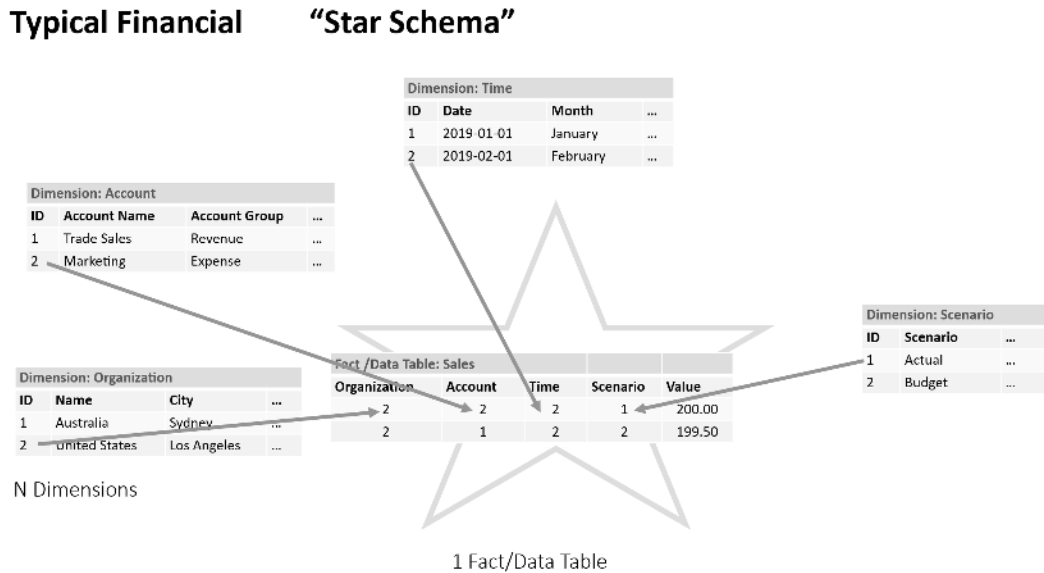 Typical Financial “Star Schema”
Dimension: Time
ID Date Month ...
1 2019-01-01 January ...
2 2019-02-01 February ...
Dimension: Account
ID Account Name Account Group ...
1 Trade Sales Revenue ...
2 Marketing Expense ...
Dimension: Scenario
ID Scenario ...
1 Actual ...
2 Budget ...
Fact /Data Table: Sales
Organization Account Time Scenario Value
2 2 2 1 200.00
2 1 2 2 199.50
Dimension: Organization
ID Name City ...
1 Australia Sydney ...
2 United States Los Angeles ...
N Dimensions
1 Fact/Data Table